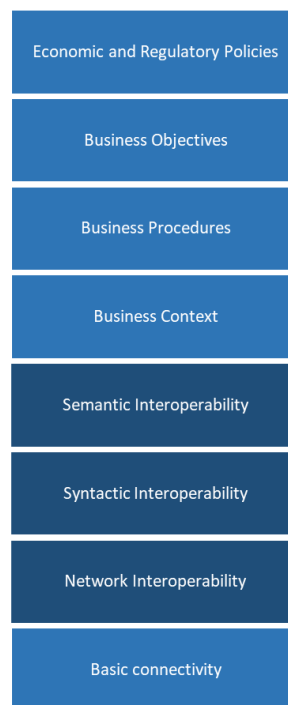 Economic and Regulatory Policies
Business Objectives
Business Procedures
Business Context
Semantic Interoperability
Syntactic Interoperability
Network Interoperability
Basic connectivity